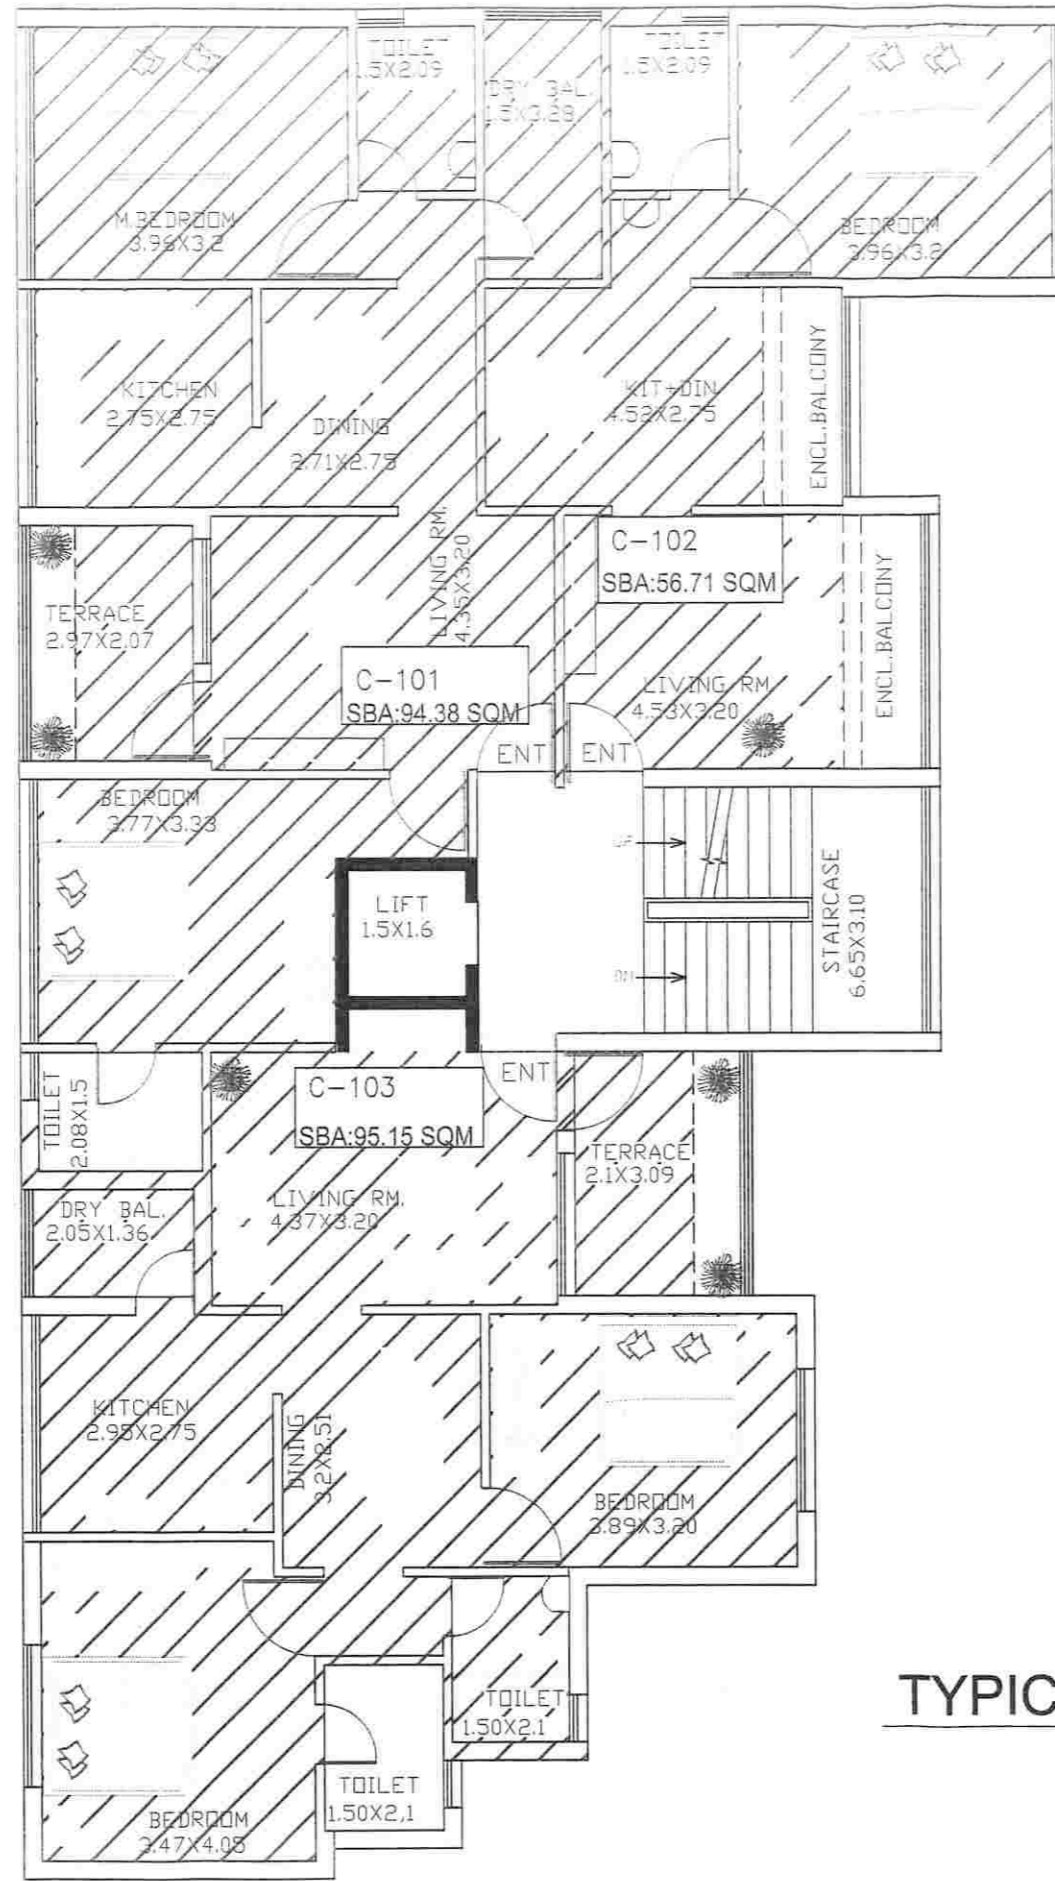 TOILET
1.5X2.09
DRY BAL.
1.5X3.28
TOILET
1.5X2.09
M.BEDROOM
3.96X3.2
BEDROOM
3.96X3.2
KITCHEN
2.75X2.75
DINING
2.71X2.75
KIT+DIN
4.52X2.75
ENCL.BALCONY
TERRACE
2.97X2.07
LIVING RM.
4.35X3.20
C-102
SBA:56.71 SQM
C-101
SBA:94.38 SQM
LIVING RM
4.53X3.20
ENCL.BALCONY
ENT
ENT
BEDROOM
3.77X3.33
UP
LIFT
1.5X1.6
STAIRCASE
6.65X3.10
DN
TOILET
2.08X1.5
C-103
SBA:95.15 SQM
ENT
TERRACE
2.1X3.09
DRY BAL.
2.05X1.36
LIVING RM.
4.37X3.20
KITCHEN
2.95X2.75
DINING
3.2X2.51
BEDROOM
3.89X3.20
TOILET
1.50X2.1
TOILET
1.50X2,1
BEDROOM
3.47X4.05
TYPIC